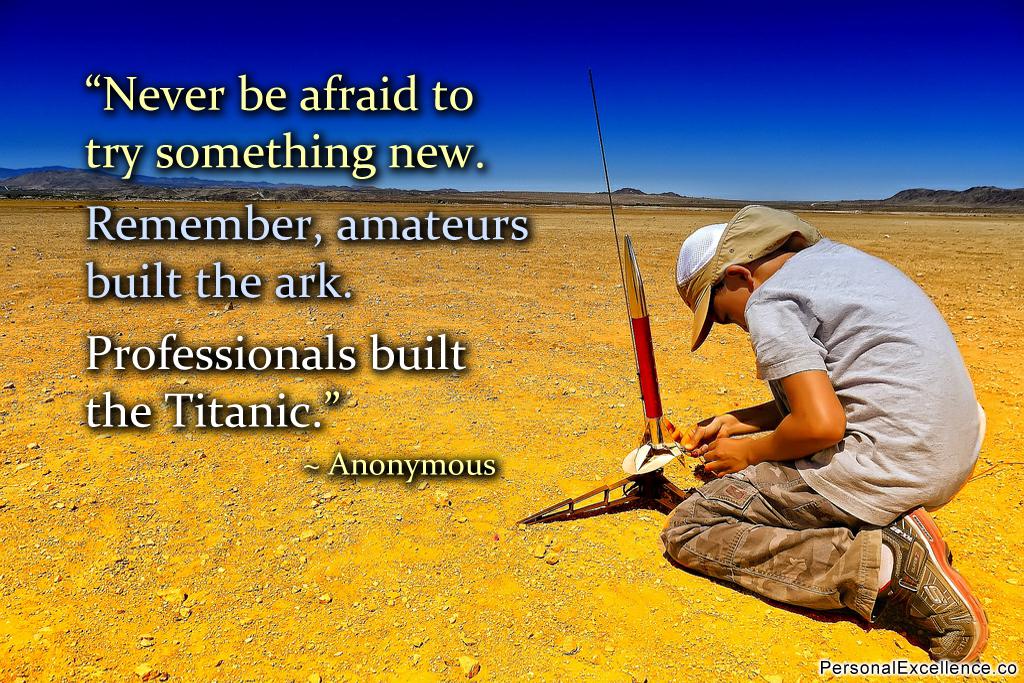 “Never be afraid to
try something new.
Remember, amateurs
built the ark.
Professionals built
the Titanic.”
~ Anonymous
PersonalExcellence.co